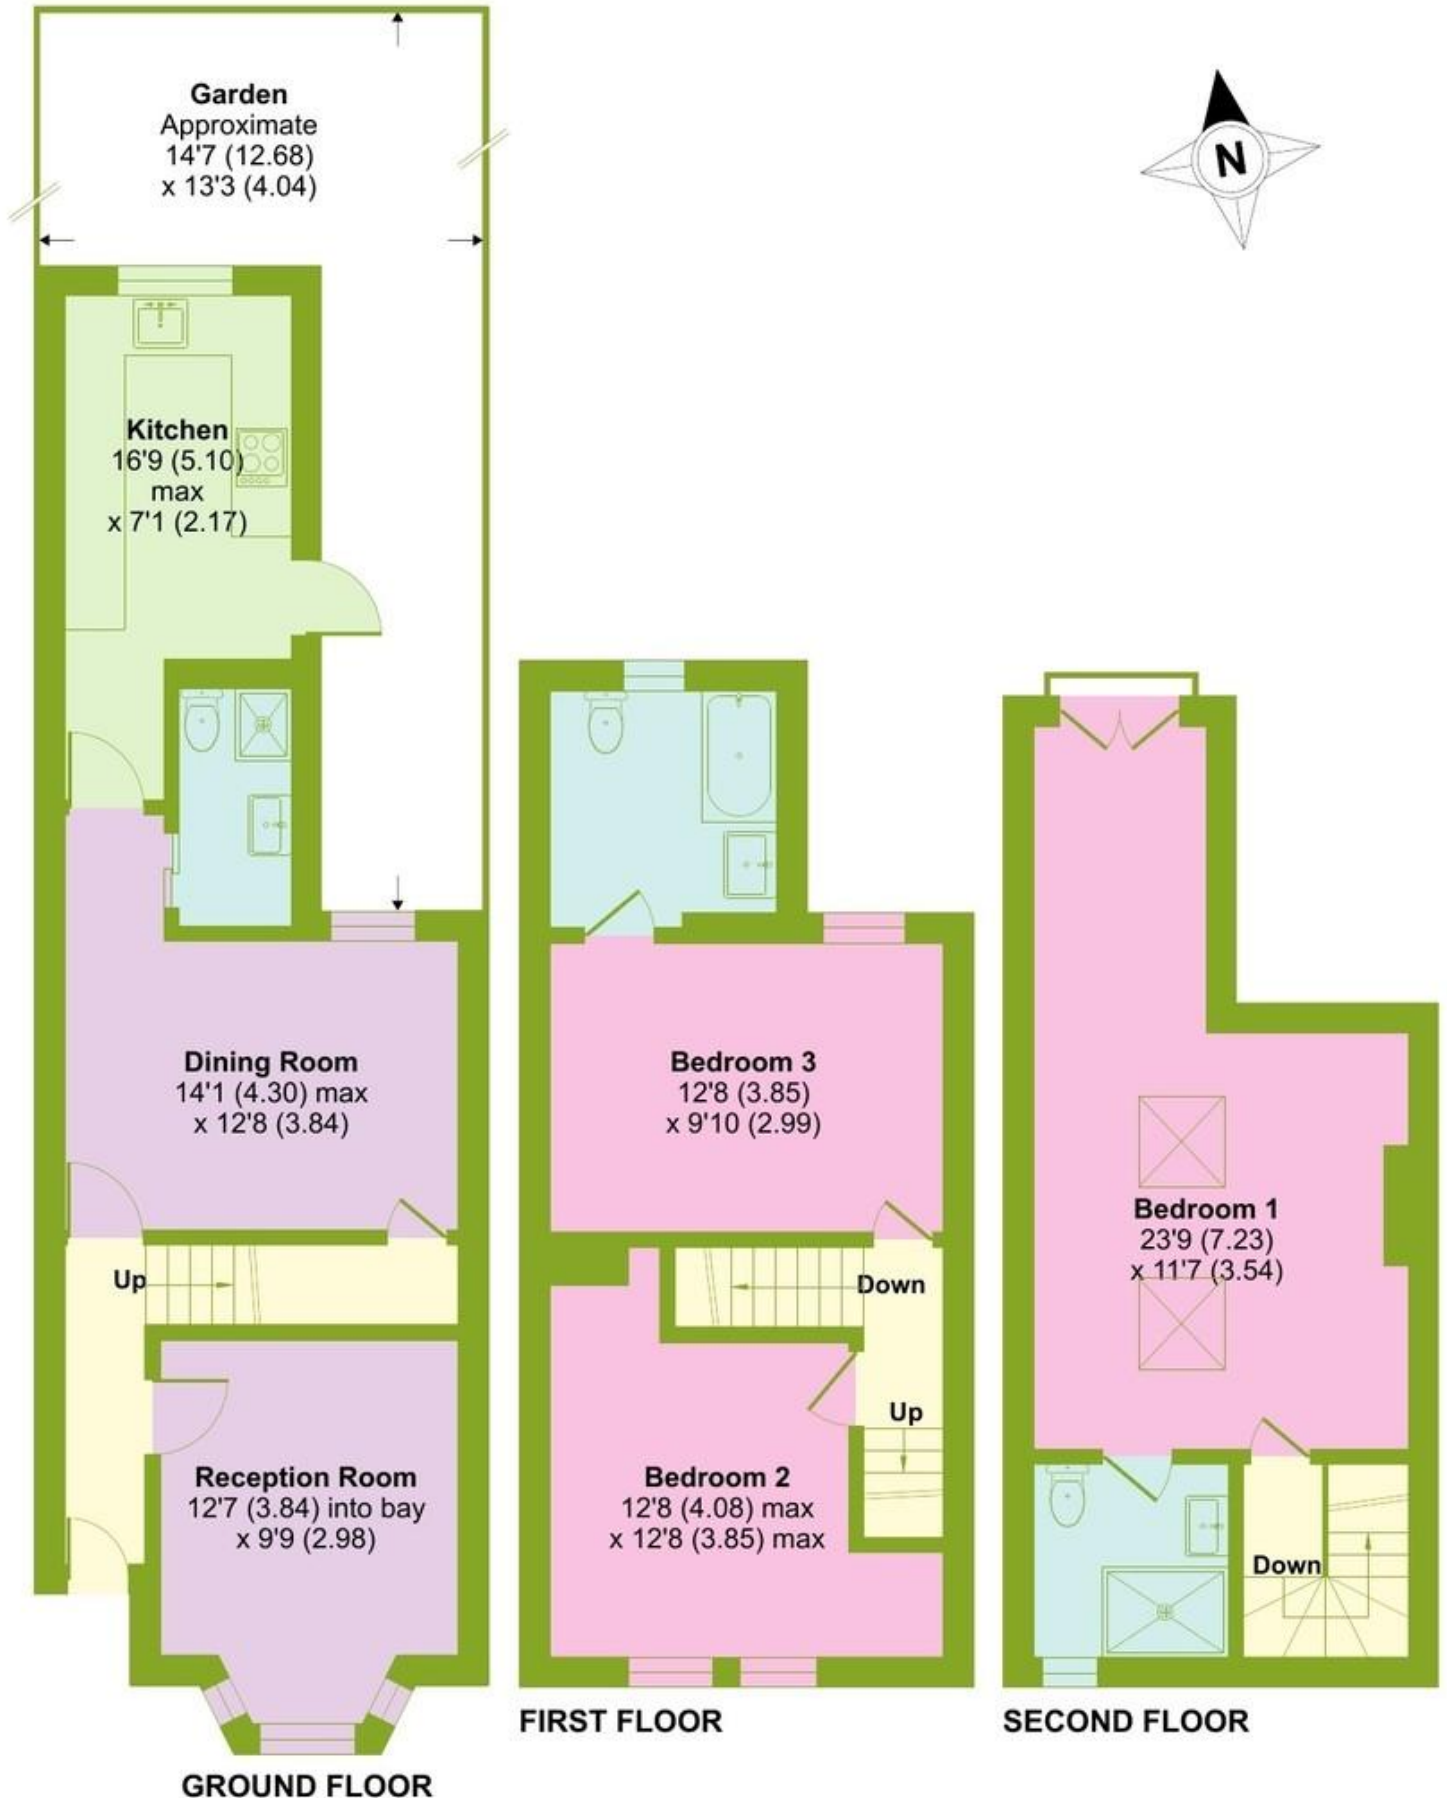 Garden
Approximate
14'7 (12.68)
x 13'3 (4.04)
N
Kitchen
16'9 (5.10)
max
x 7'1 (2.17)
Dining Room
14'1 (4.30) max
x 12'8 (3.84)
Up
Reception Room
12'7 (3.84) into bay
x 9'9 (2.98)
GROUND FLOOR
Bedroom 3
12'8 (3.85)
x 9'10 (2.99)
Down
Up
Bedroom 2
12'8 (4.08) max
x 12'8 (3.85) max
FIRST FLOOR
Bedroom 1
23'9 (7.23)
x 11'7 (3.54)
Down
SECOND FLOOR